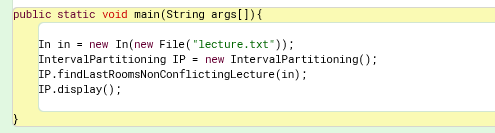 public static void main(String args[]){
In in = new In(new File("lecture.txt"));
IntervalPartitioning IP = new IntervalPartitioning();
IP.findLastRoomsNonConflictingLecture(in);
IP.display();
}